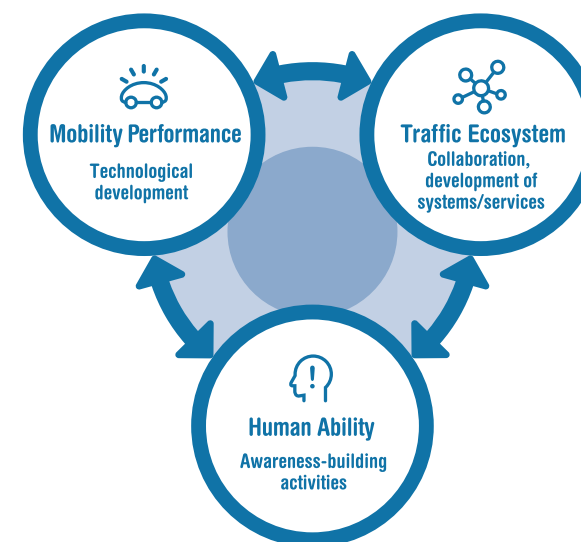 Mobility Performance
Technological
development
Traffic Ecosystem
Collaboration,
development of
systems/services
Human Ability
Awareness-building
activities